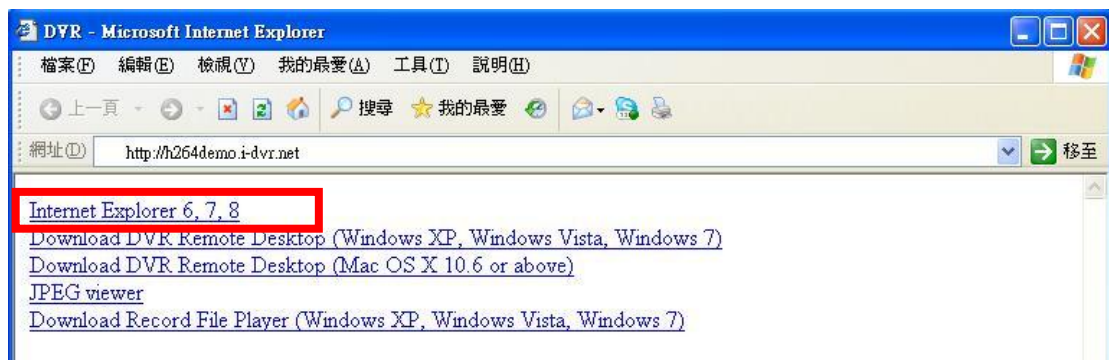 DVR - Microsoft Internet Explorer
檔案(F) 編輯(E) 檢視(V) 我的最愛(A) 工具(T) 說明(H)
上一頁 搜尋 我的最愛
網址(D) http://h264demo.i-dvr.net 移至
Internet Explorer 6, 7, 8
Download DVR Remote Desktop (Windows XP, Windows Vista, Windows 7)
Download DVR Remote Desktop (Mac OS X 10.6 or above)
JPEG viewer
Download Record File Player (Windows XP, Windows Vista, Windows 7)